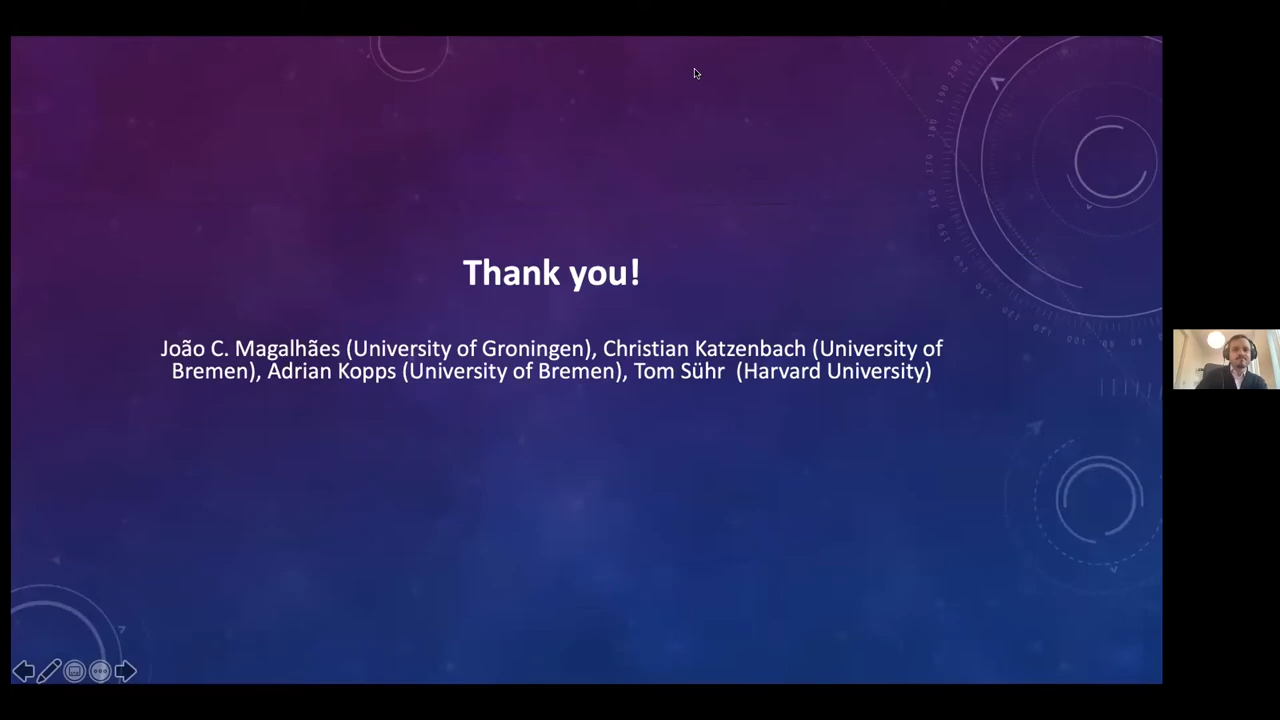 Thank you!
João C. Magalhães (University of Groningen), Christian Katzenbach (University of
Bremen), Adrian Kopps (University of Bremen), Tom Sühr (Harvard University)